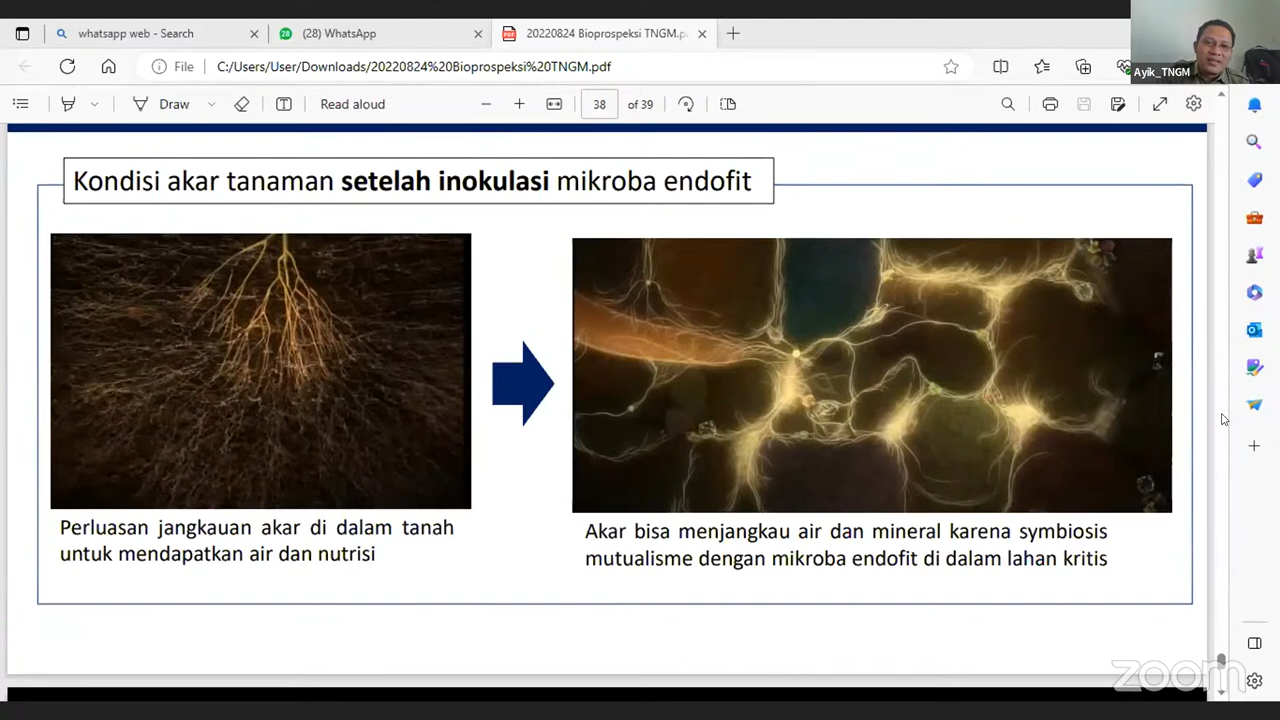 whatsapp web - Search
28
(28) WhatsApp
PDF
20220824 Bioprospeksi TNGM.p
Ayik_TNGM
File
C:/Users/User/Downloads/20220824%20Bioprospeksi%20TNGM.pdf
Draw
Read aloud
38
of 39
Kondisi akar tanaman setelah inokulasi mikroba endofit
Perluasan jangkauan akar di dalam tanah
untuk mendapatkan air dan nutrisi
Akar bisa menjangkau air dan mineral karena symbiosis
mutualisme dengan mikroba endofit di dalam lahan kritis
zoom